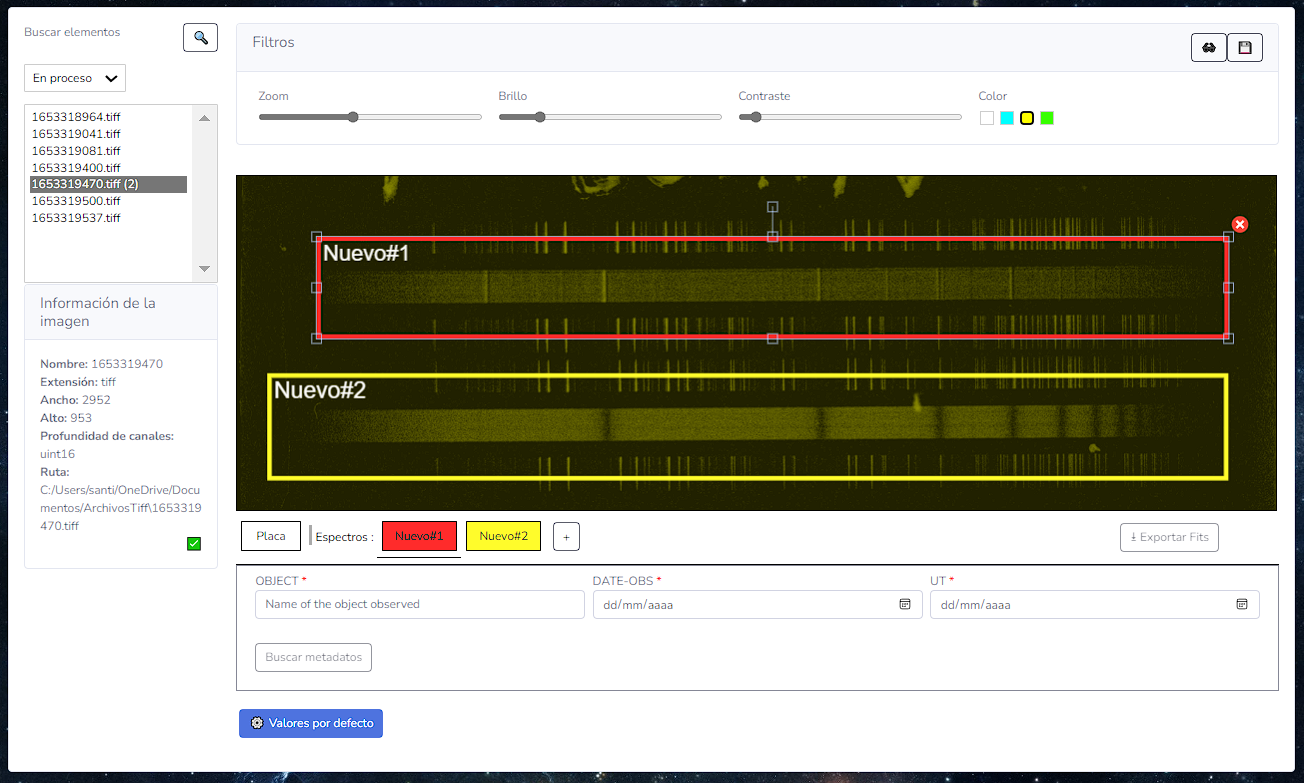 Buscar elementos
En proceso
1653318964.tiff
1653319041.tiff
1653319081.tiff
1653319400.tiff
1653319470.tiff (2)
1653319500.tiff
1653319537.tiff
Información de la
imagen
Nombre: 1653319470
Extensión: tiff
Ancho: 2952
Alto: 953
Profundidad de canales:
uint16
Ruta:
C:/Users/santi/OneDrive/Docu
mentos/ArchivosTiff\1653319
470.tiff
Filtros
Zoom
Brillo
Contraste
Color
Nuevo#1
Nuevo#2
Placa
Espectros :
Nuevo#1
Nuevo#2
+
Exportar Fits
OBJECT *
DATE-OBS *
UT *
Name of the object observed
dd/mm/aaaa
dd/mm/aaaa
Buscar metadatos
Valores por defecto